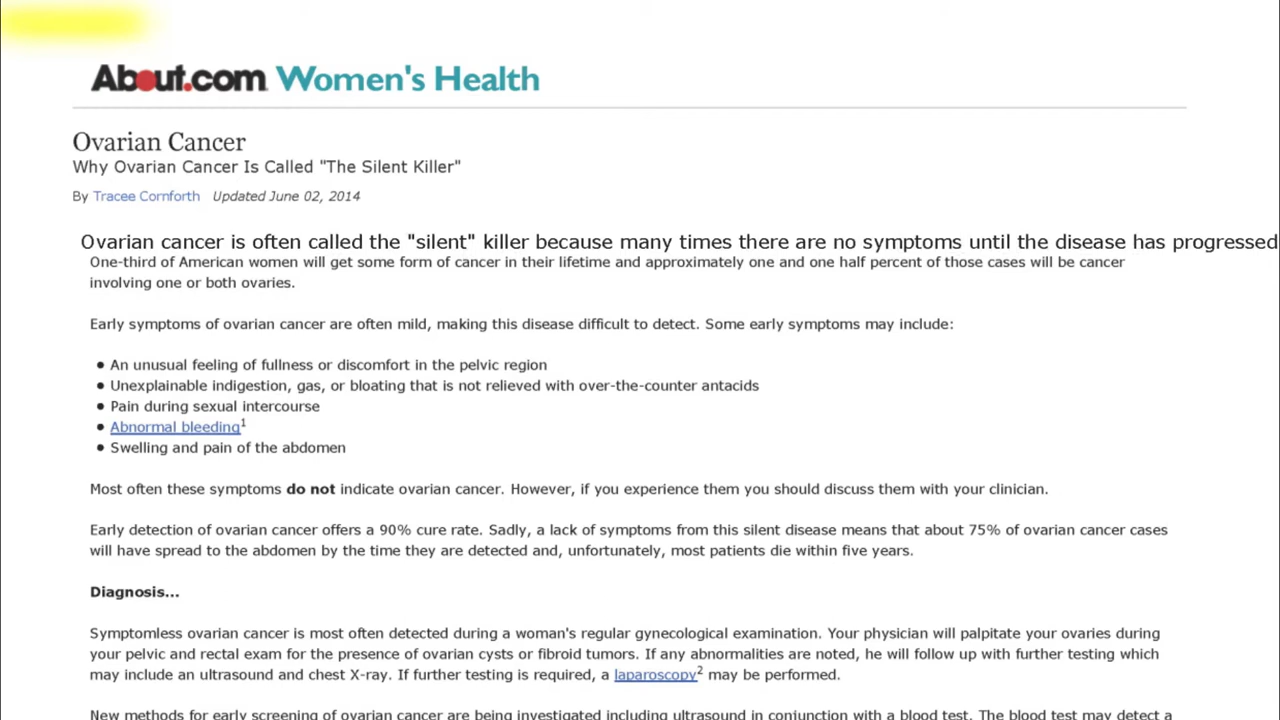 About.com Women's Health
Ovarian Cancer
Why Ovarian Cancer Is Called "The Silent Killer"
By Tracee Cornforth Updated June 02, 2014
Ovarian cancer is often called the "silent" killer because many times there are no symptoms until the disease has progressed
One-third of American women will get some form of cancer in their lifetime and approximately one and one half percent of those cases will be cancer
involving one or both ovaries.
Early symptoms of ovarian cancer are often mild, making this disease difficult to detect. Some early symptoms may include:
● An unusual feeling of fullness or discomfort in the pelvic region
● Unexplainable indigestion, gas, or bloating that is not relieved with over-the-counter antacids
● Pain during sexual intercourse
● Abnormal bleeding1
● Swelling and pain of the abdomen
Most often these symptoms do not indicate ovarian cancer. However, if you experience them you should discuss them with your clinician.
Early detection of ovarian cancer offers a 90% cure rate. Sadly, a lack of symptoms from this silent disease means that about 75% of ovarian cancer cases
will have spread to the abdomen by the time they are detected and, unfortunately, most patients die within five years.
Diagnosis...
Symptomless ovarian cancer is most often detected during a woman's regular gynecological examination. Your physician will palpitate your ovaries during
your pelvic and rectal exam for the presence of ovarian cysts or fibroid tumors. If any abnormalities are noted, he will follow up with further testing which
may include an ultrasound and chest X-ray. If further testing is required, a laparoscopy2 may be performed.
New methods for early screening of ovarian cancer are being investigated including ultrasound in conjunction with a blood test. The blood test may detect a